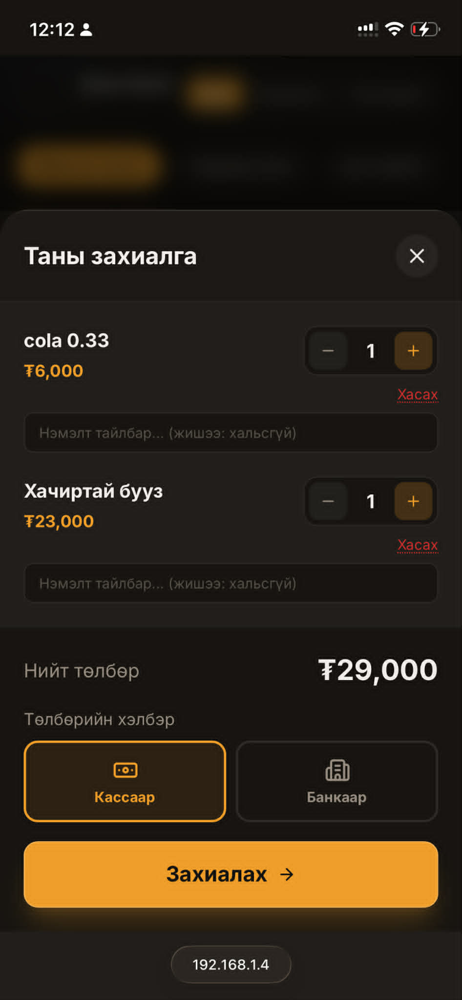 12:12
Таны захиалга
cola 0.33
1
₮6,000
Хасах
Нэмэлт тайлбар... (жишээ: хальсгүй)
Хачиртай бууз
1
₮23,000
Хасах
Нэмэлт тайлбар... (жишээ: хальсгүй)
Нийт төлбөр ₮29,000
Төлбөрийн хэлбэр
Кассаар Банкаар
Захиалах →
192.168.1.4